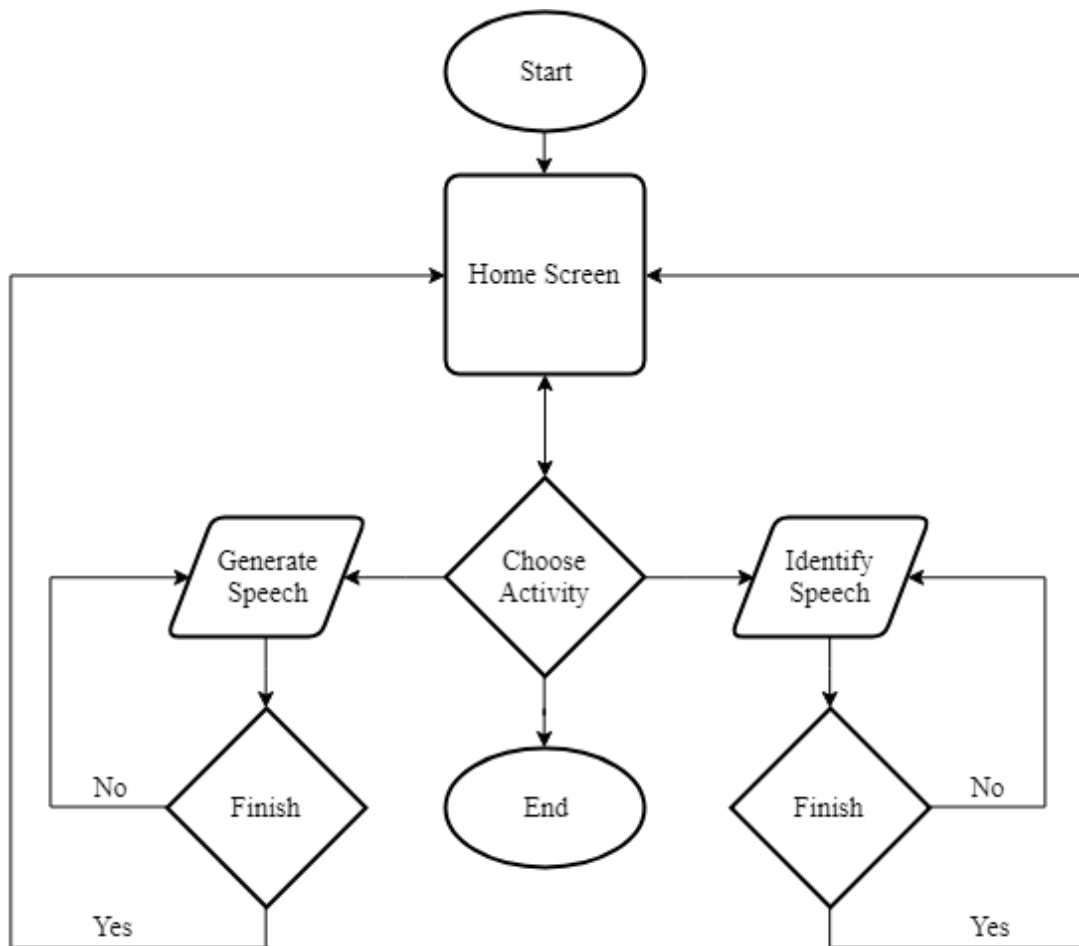 Start
Home Screen
Generate
Speech
Choose
Activity
Identify
Speech
No
Finish
End
Finish
No
Yes
Yes